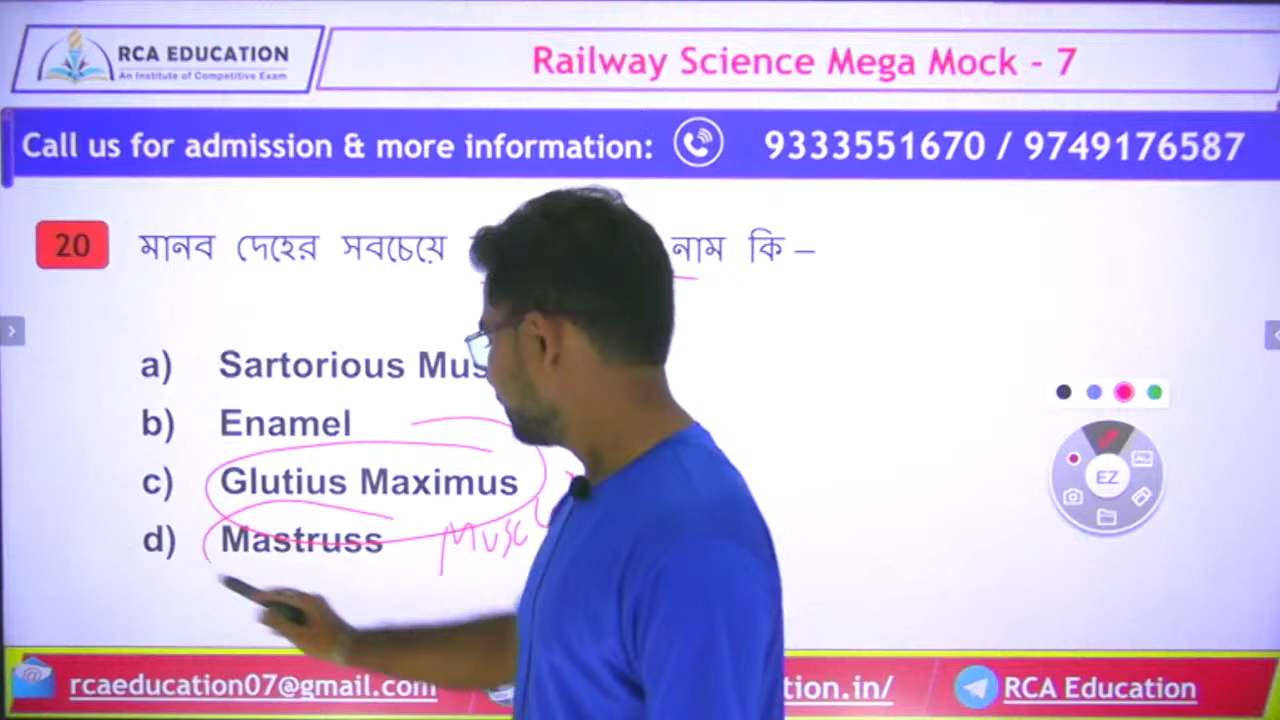 RCA EDUCATION
An Institute of Competitive Exam
Railway Science Mega Mock - 7
Call us for admission & more information: 9333551670 / 9749176587
20 মানব দেহের সবচেয়ে নাম কি –
a) Sartorious Mus
b) Enamel
c) Glutius Maximus
d) Mastruss Muscl
EZ
rcaeducation07@gmail.com tion.in/ RCA Education